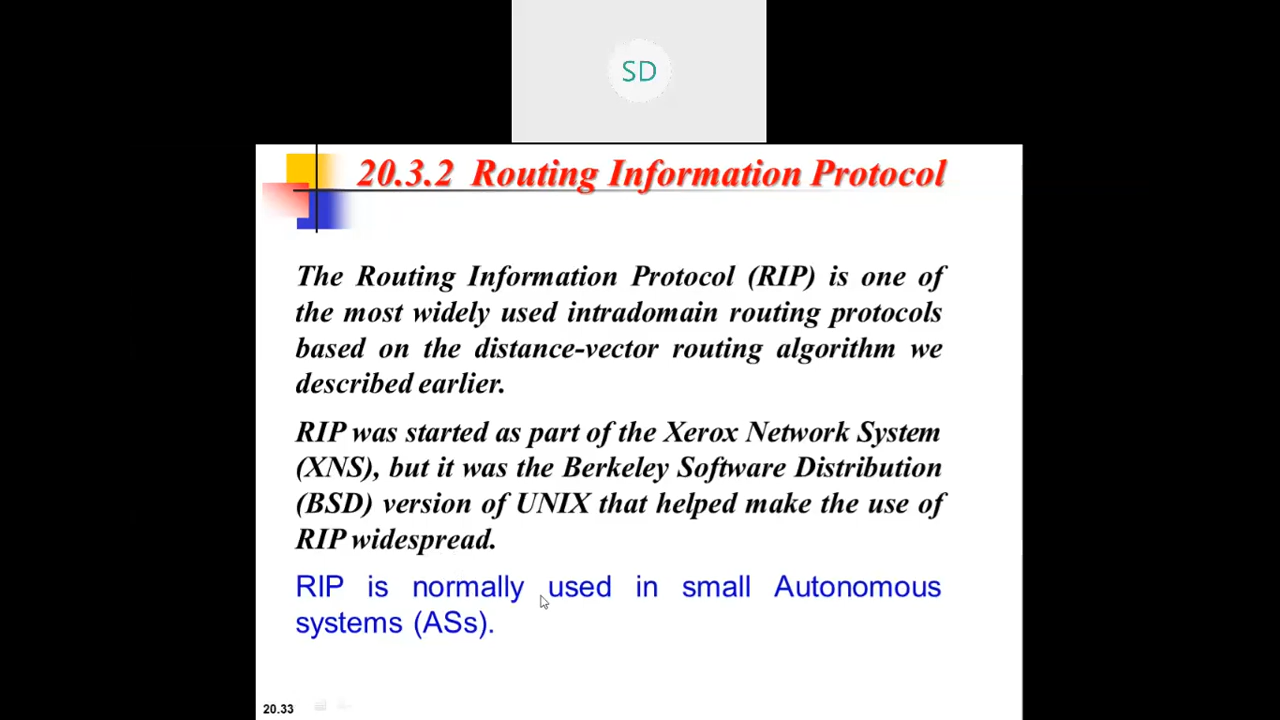 SD
20.3.2 Routing Information Protocol
The Routing Information Protocol (RIP) is one of
the most widely used intradomain routing protocols
based on the distance-vector routing algorithm we
described earlier.
RIP was started as part of the Xerox Network System
(XNS), but it was the Berkeley Software Distribution
(BSD) version of UNIX that helped make the use of
RIP widespread.
RIP is normally used in small Autonomous
systems (ASs).
20.33